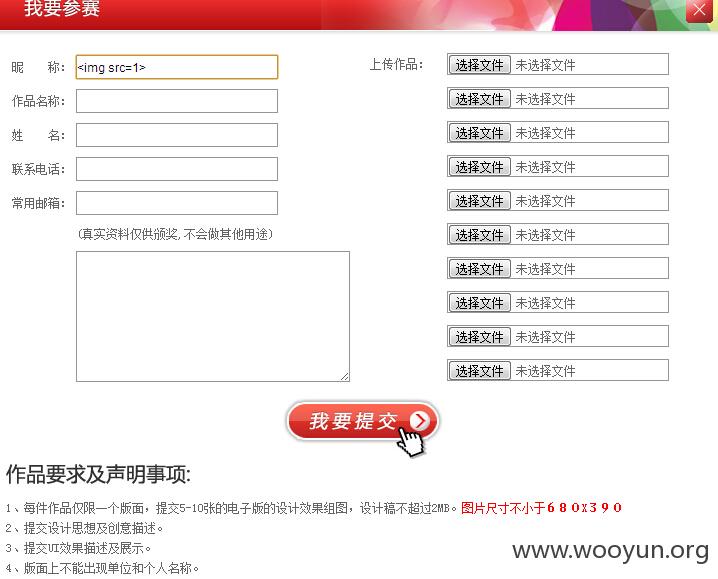 我要参赛
昵　　称： <img src=1>
作品名称：
姓　　名：
联系电话：
常用邮箱：
(真实资料仅供颁奖,不会做其他用途)
上传作品：
选择文件 未选择文件
选择文件 未选择文件
选择文件 未选择文件
选择文件 未选择文件
选择文件 未选择文件
选择文件 未选择文件
选择文件 未选择文件
选择文件 未选择文件
选择文件 未选择文件
选择文件 未选择文件
我要提交
作品要求及声明事项:
1、每件作品仅限一个版面，提交5-10张的电子版的设计效果组图，设计稿不超过2MB。图片尺寸不小于６８０X３９０
2、提交设计思想及创意描述。
3、提交UI效果描述及展示。
4、版面上不能出现单位和个人名称。
www.wooyun.org